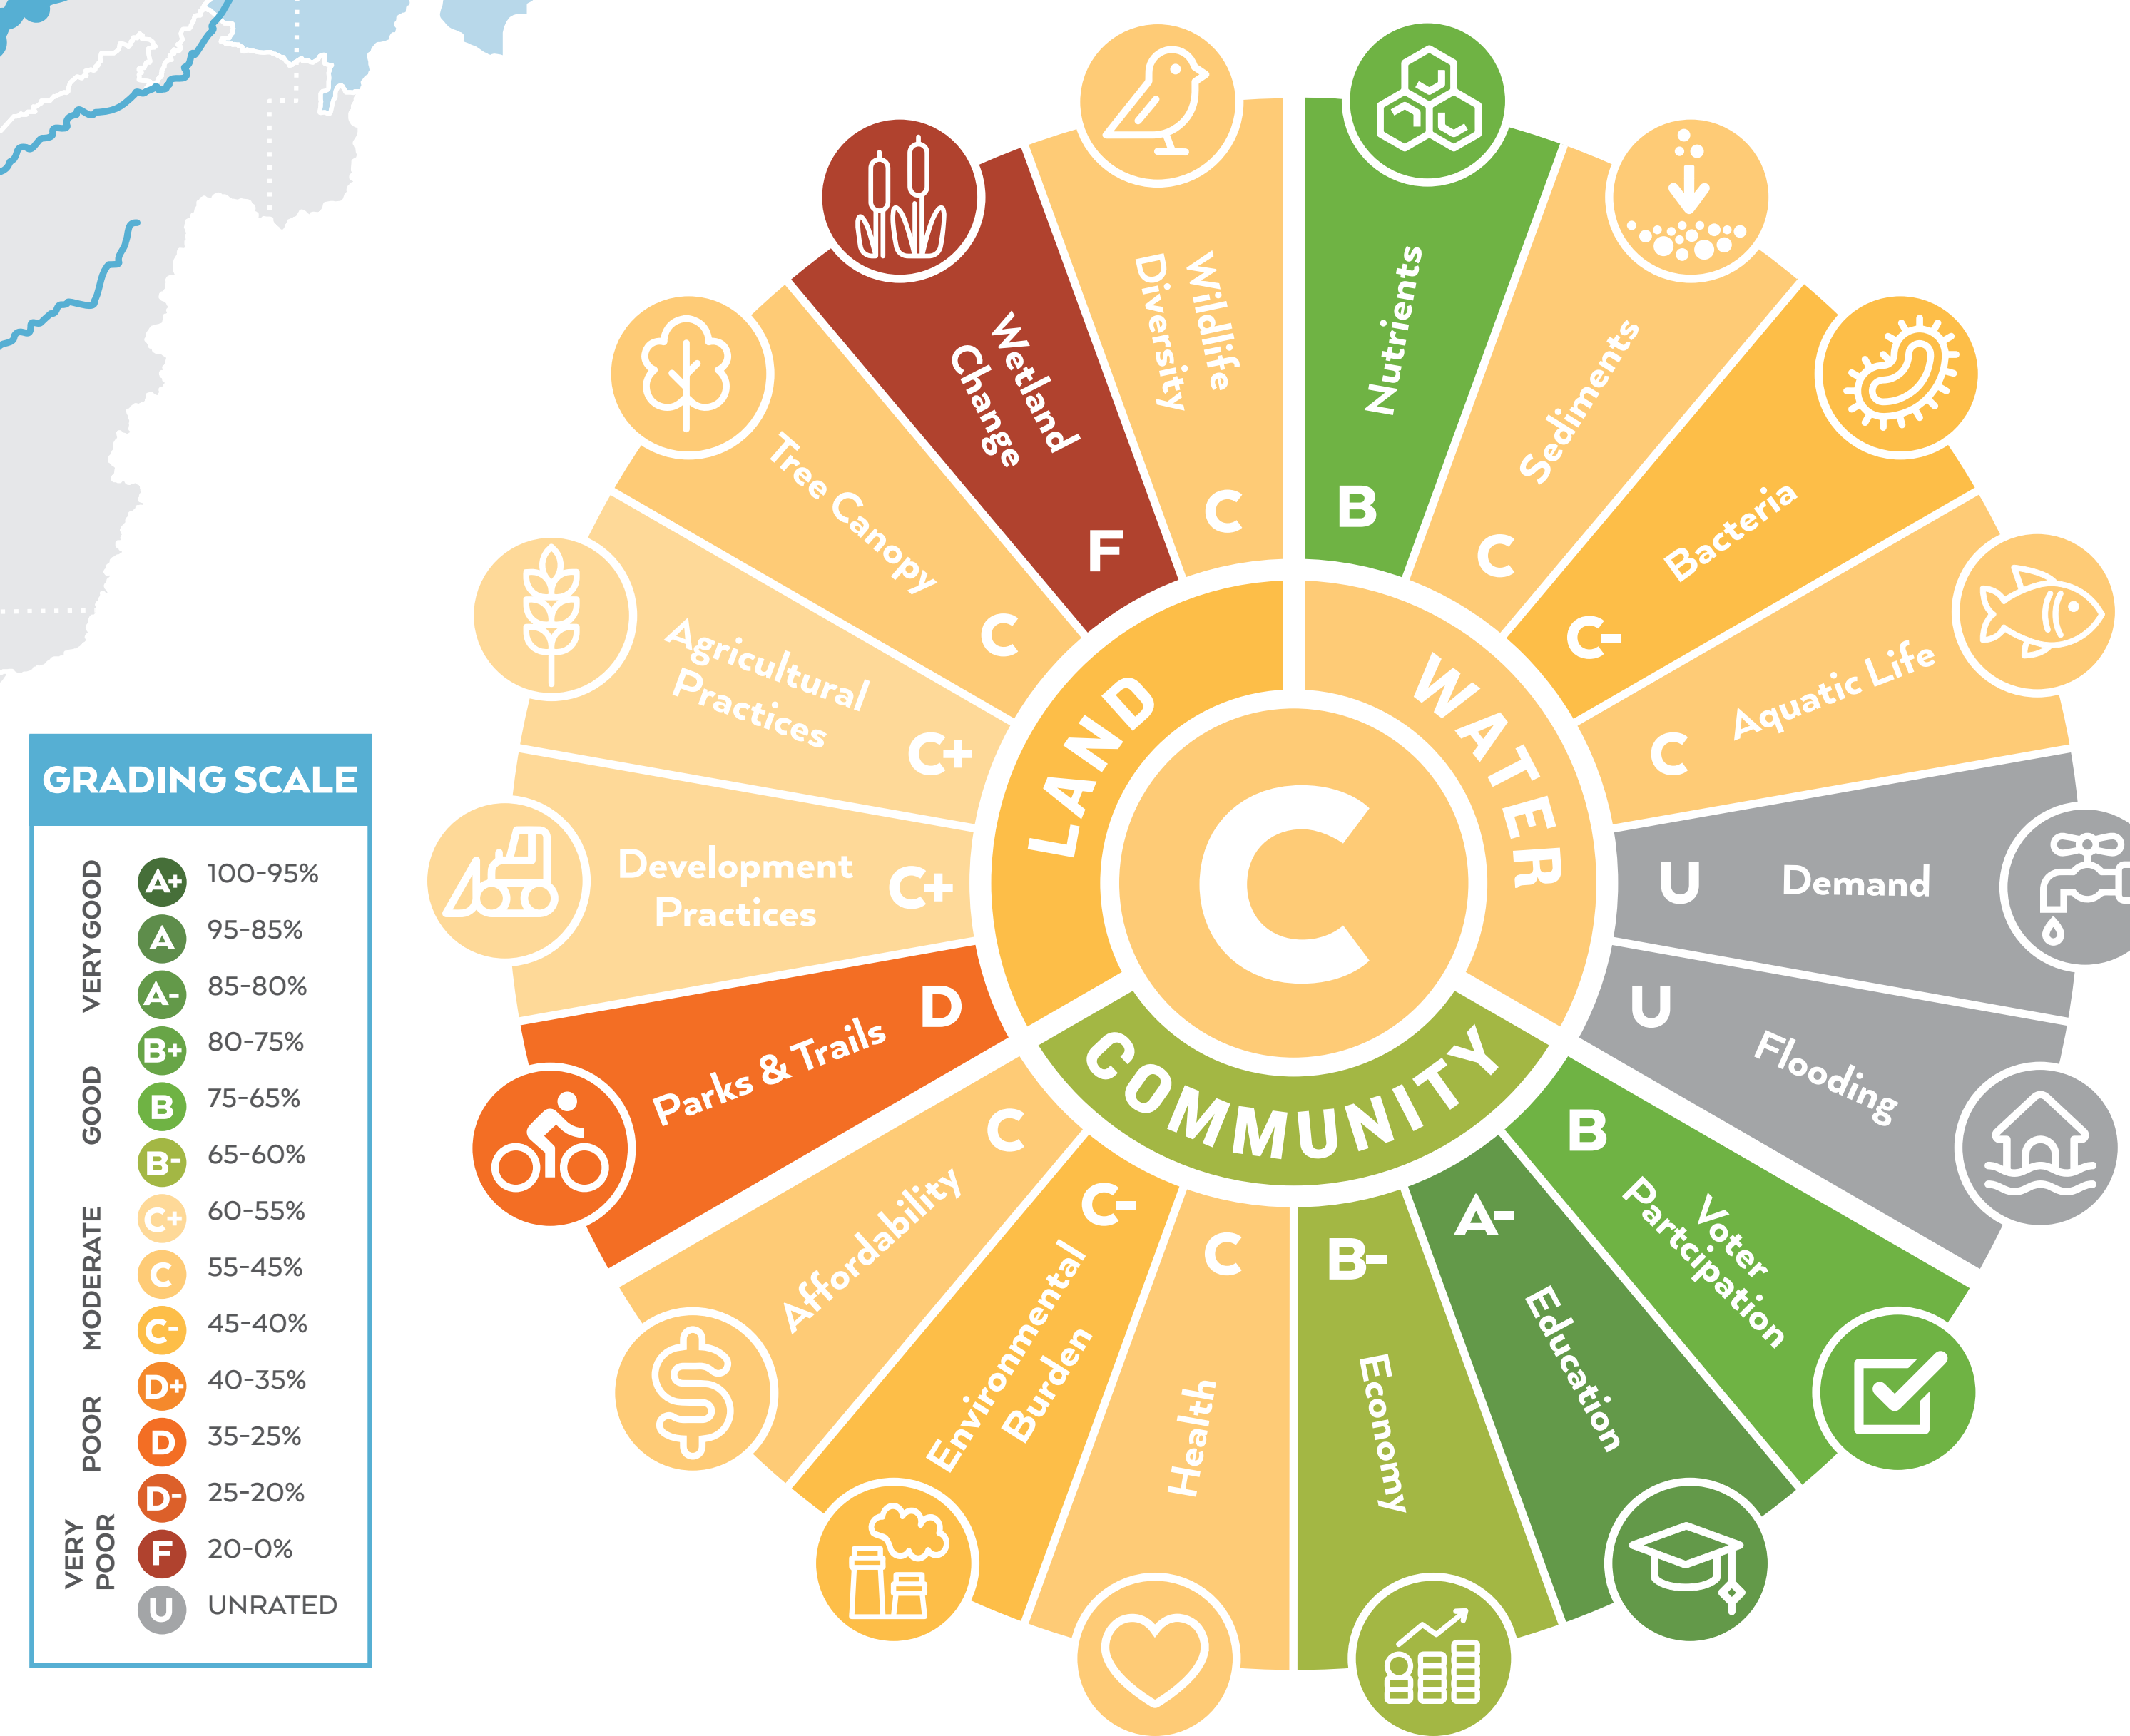 GRADING SCALE
VERY GOOD
A+ 100-95%
A 95-85%
A- 85-80%
GOOD
B+ 80-75%
B 75-65%
B- 65-60%
MODERATE
C+ 60-55%
C 55-45%
C- 45-40%
POOR
D+ 40-35%
D 35-25%
D- 25-20%
VERY
POOR
F 20-0%
U UNRATED
C
LAND
WATER
COMMUNITY
Nutrients
B
Sediments
C
Bacteria
C-
Aquatic Life
C
Demand
U
Flooding
U
Voter
Partcipation
B
Education
A-
Economy
B-
Health
C
Environmental
Burden
C-
Affordability
C
Parks & Trails
D
Development
Practices
C+
Agricultural
Practices
C+
Tree Canopy
C
Wetland
Change
F
Wildlife
Diversity
C